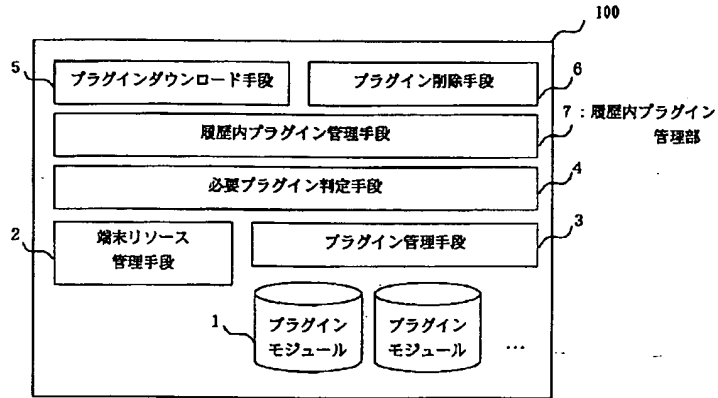 100
5
プラグインダウンロード手段
プラグイン削除手段
6
履歴内プラグイン管理手段
7：履歴内プラグイン
管理部
必要プラグイン判定手段
4
2
端末リソース
管理手段
プラグイン管理手段
3
1
プラグイン
モジュール
プラグイン
モジュール
…